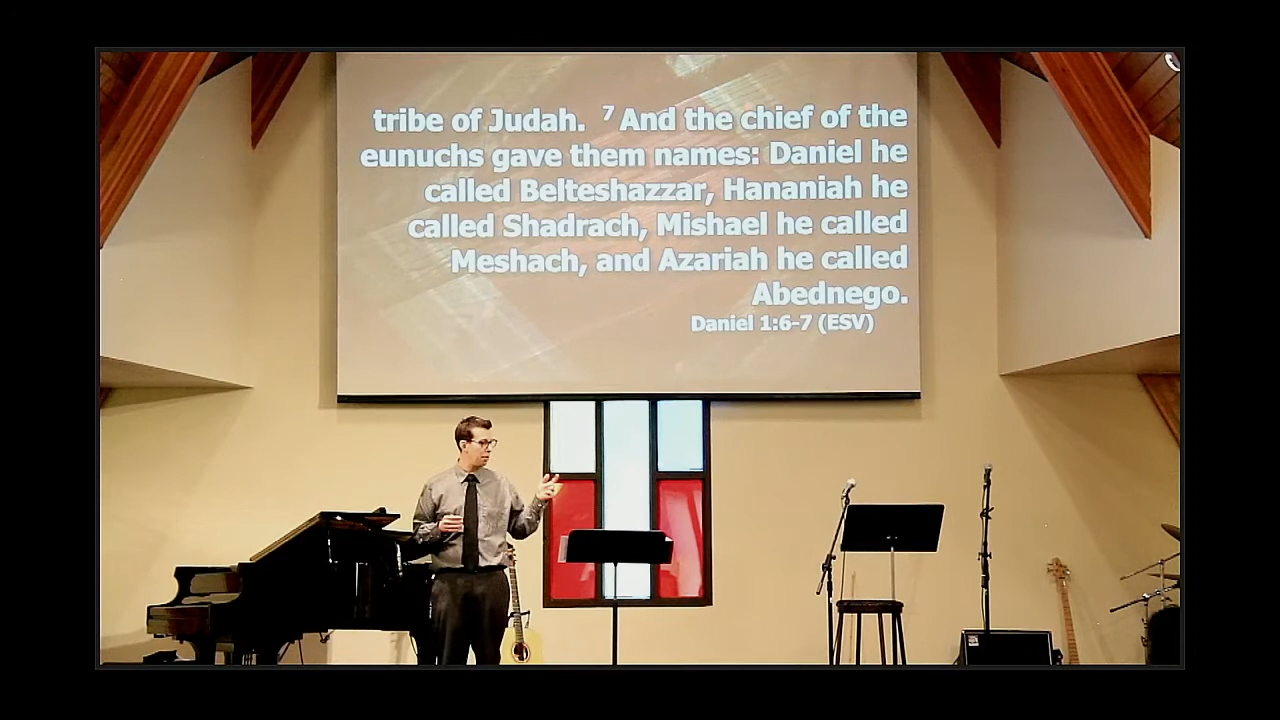 tribe of Judah. 7 And the chief of the
eunuchs gave them names: Daniel he
called Belteshazzar, Hananiah he
called Shadrach, Mishael he called
Meshach, and Azariah he called
Abednego.
Daniel 1:6-7 (ESV)